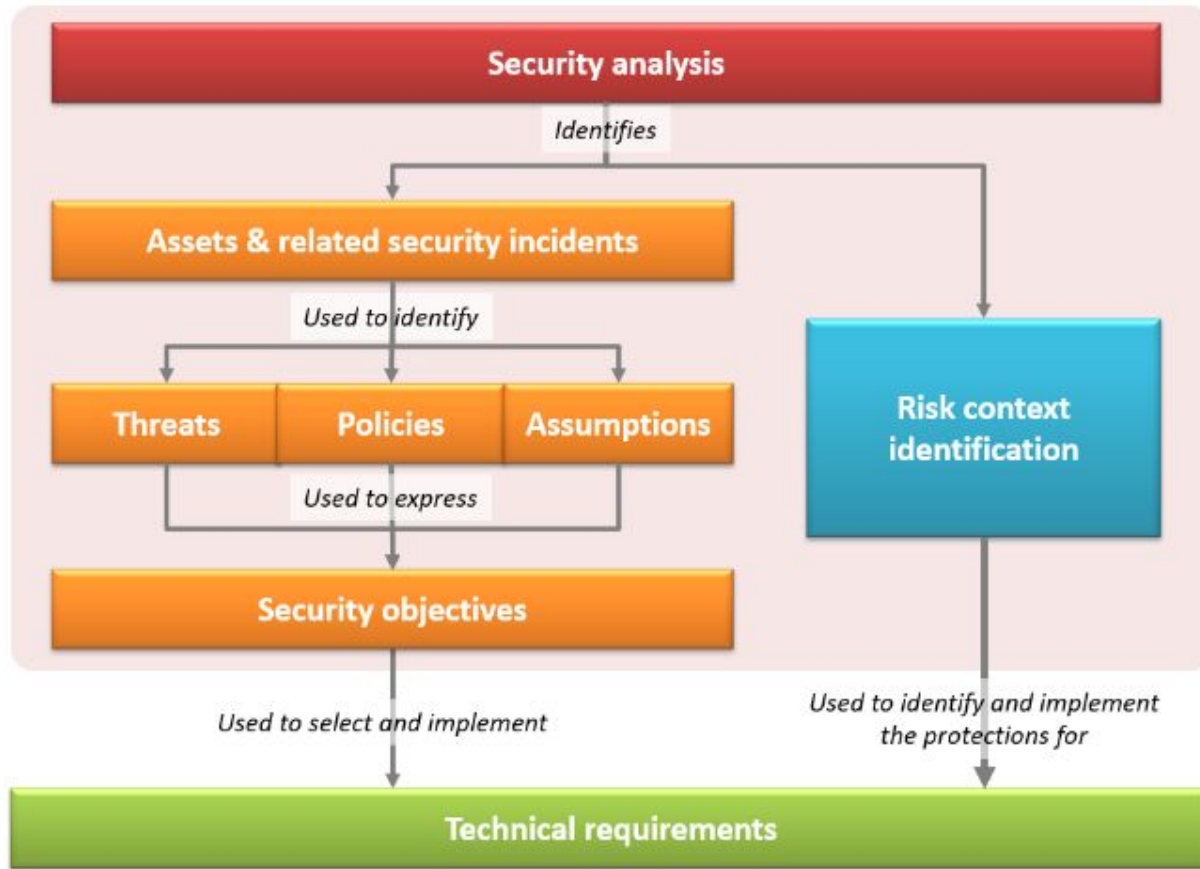 Security analysis
Identifies
Assets & related security incidents
Used to identify
Threats
Policies
Assumptions
Risk context
identification
Used to express
Security objectives
Used to select and implement
Used to identify and implement
the protections for
Technical requirements